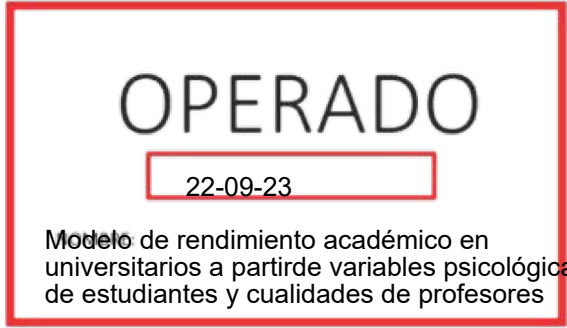 OPERADO
22-09-23
Modelo de rendimiento académico en
universitarios a partirde variables psicológica
de estudiantes y cualidades de profesores